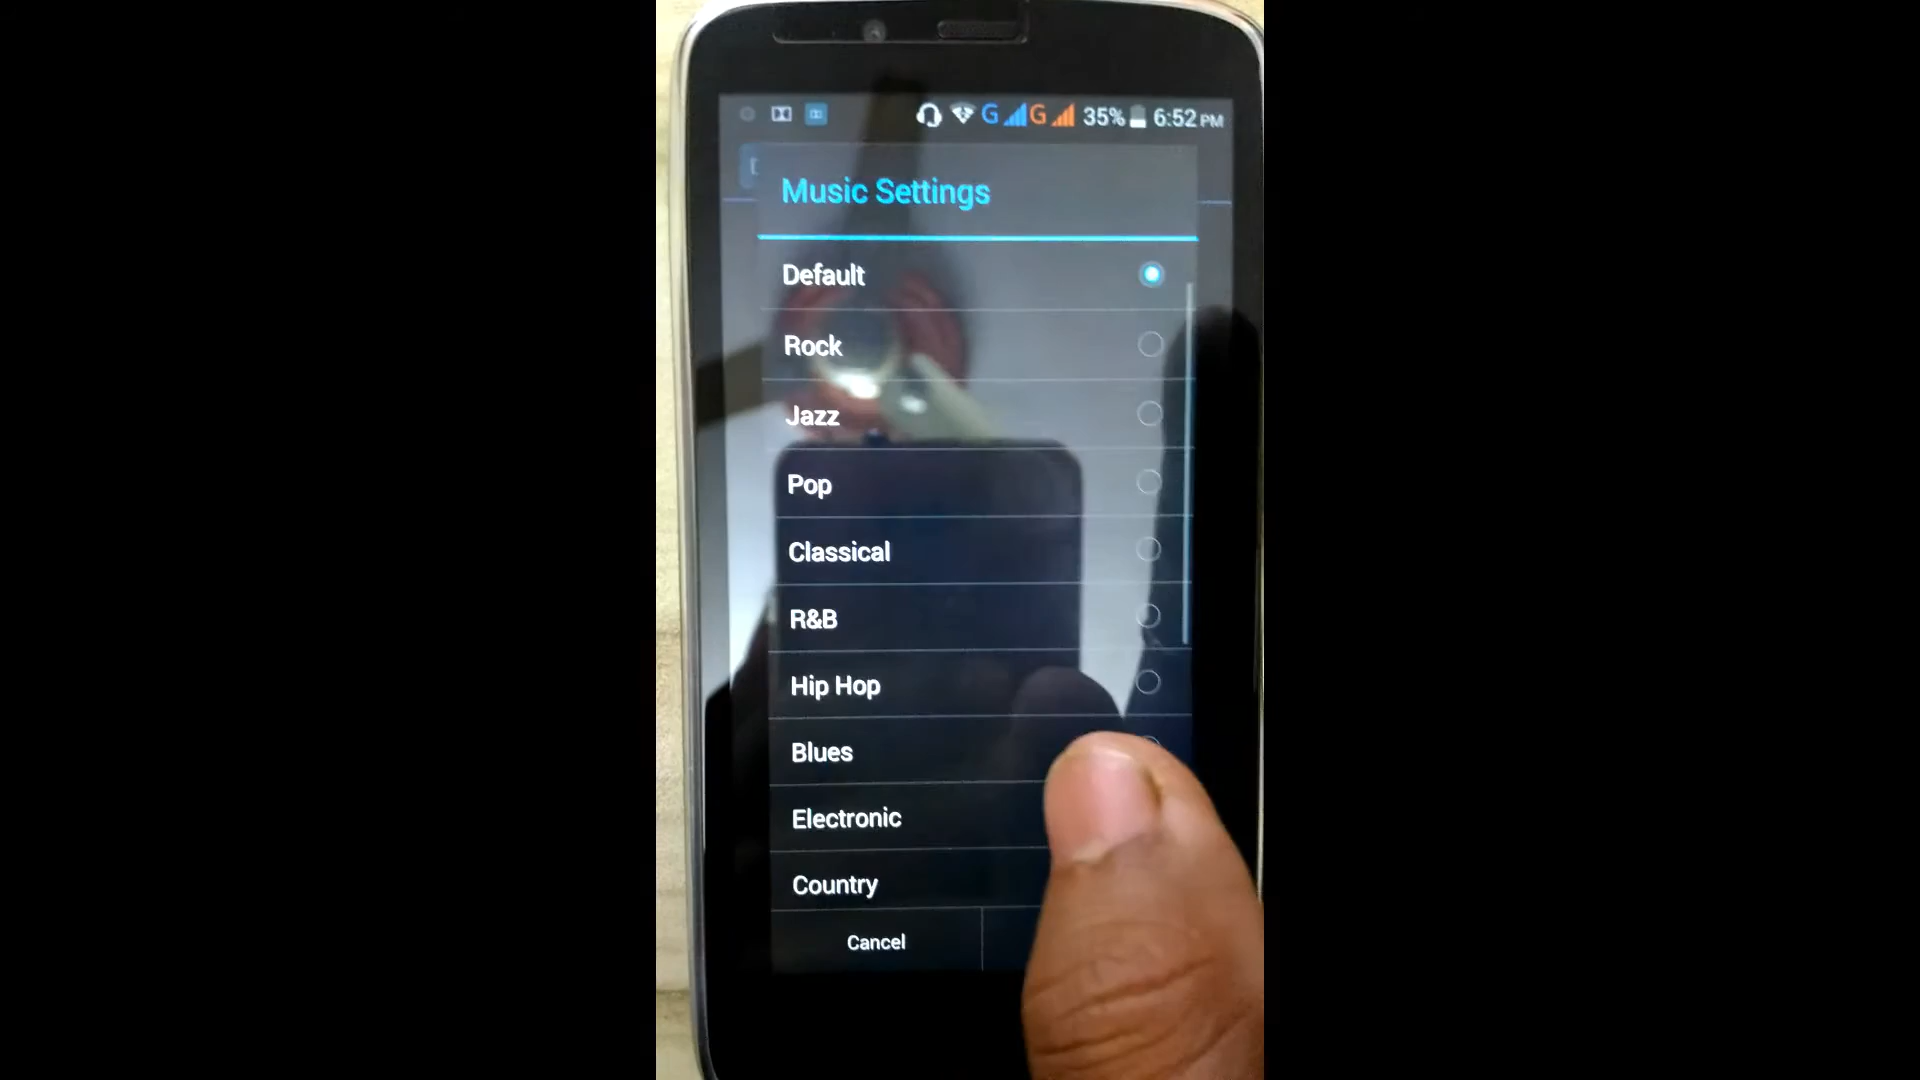 G G 35% 6:52 PM
Music Settings
Default
Rock
Jazz
Pop
Classical
R&B
Hip Hop
Blues
Electronic
Country
Cancel